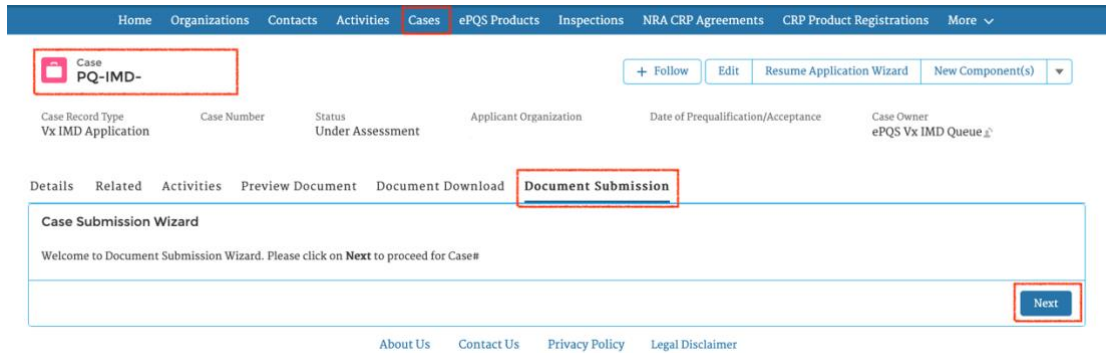 Home Organizations Contacts Activities Cases ePQS Products Inspections NRA CRP Agreements CRP Product Registrations More
Case
PQ-IMD-
+ Follow Edit Resume Application Wizard New Component(s)
Case Record Type Case Number Status Applicant Organization Date of Prequalification/Acceptance Case Owner
Vx IMD Application Under Assessment ePQS Vx IMD Queue
Details Related Activities Preview Document Document Download Document Submission
Case Submission Wizard
Welcome to Document Submission Wizard. Please click on Next to proceed for Case#
Next
About Us Contact Us Privacy Policy Legal Disclaimer